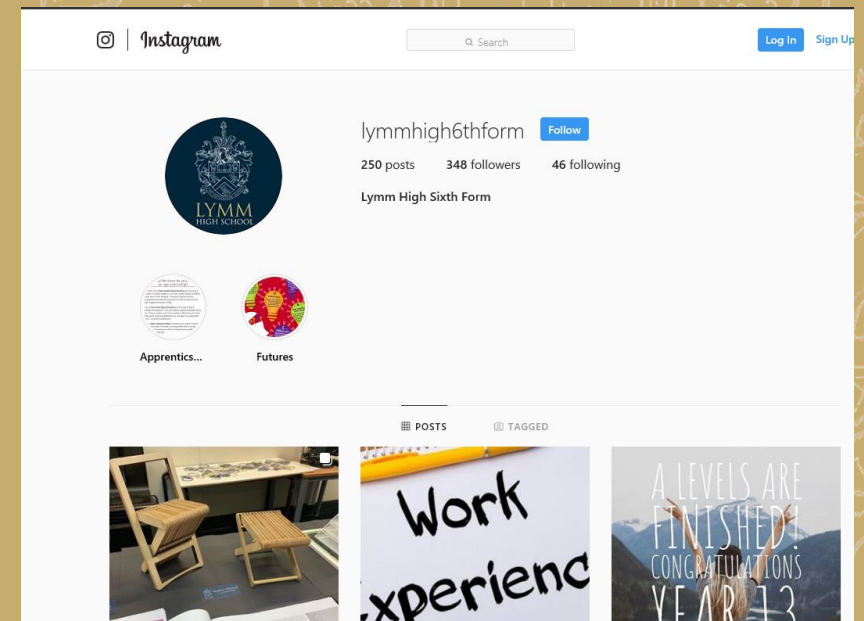 Instagram
Search
Log In Sign Up
LYMM
HIGH SCHOOL
lymmhigh6thform Follow
250 posts 348 followers 46 following
Lymm High Sixth Form
Apprentics...
Futures
POSTS TAGGED
Work
A LEVELS ARE
FINISHED!
CONGRATULATIONS
YEAR 13